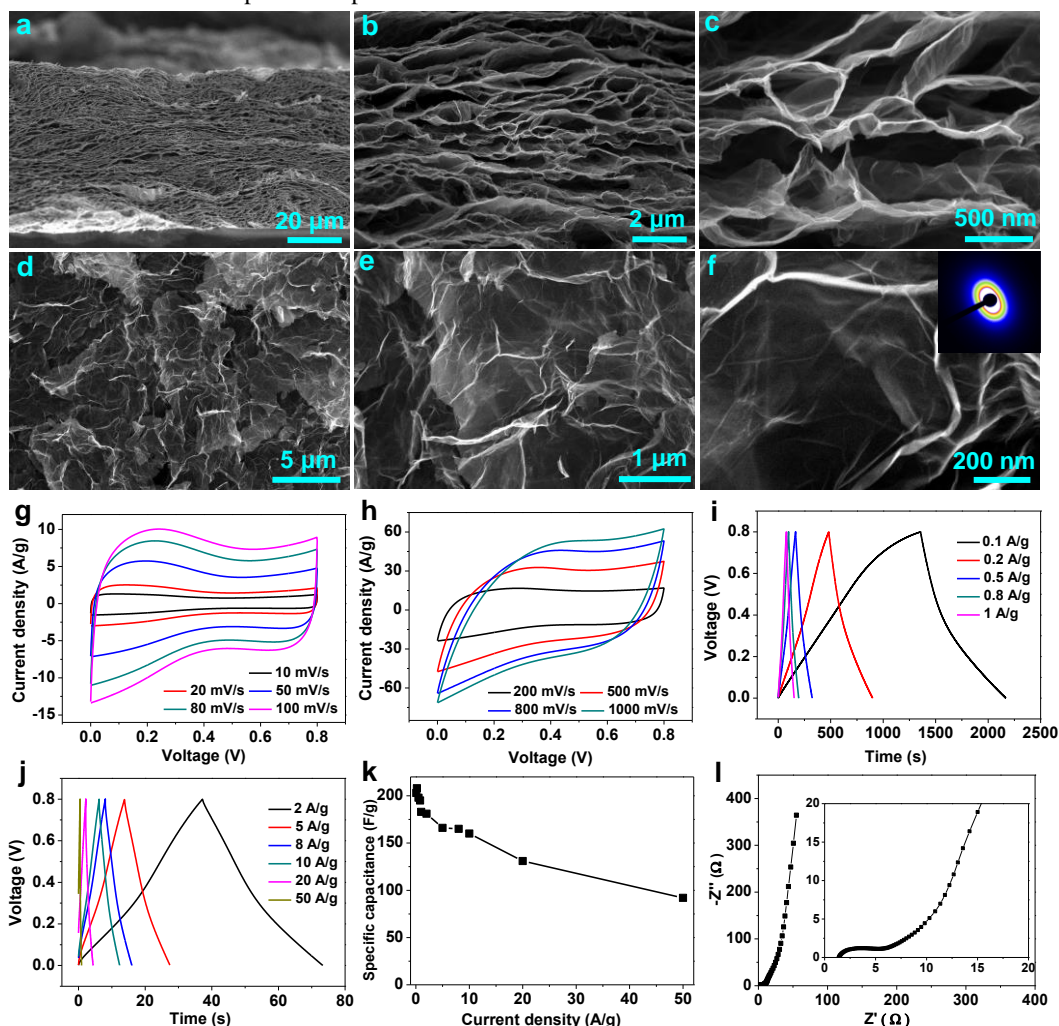 a
b
c
20 µm
2 µm
500 nm
d
e
f
5 µm
1 µm
200 nm
g
Current density (A/g)
10
5
0
-5
-10
-15
10 mV/s
20 mV/s
50 mV/s
80 mV/s
100 mV/s
0.0
0.2
0.4
0.6
0.8
Voltage (V)
h
Current density (A/g)
60
30
0
-30
-60
200 mV/s
500 mV/s
800 mV/s
1000 mV/s
0.0
0.2
0.4
0.6
0.8
Voltage (V)
i
Voltage (V)
0.8
0.6
0.4
0.2
0.0
0.1 A/g
0.2 A/g
0.5 A/g
0.8 A/g
1 A/g
0
500
1000
1500
2000
2500
Time (s)
j
Voltage (V)
0.8
0.4
0.0
2 A/g
5 A/g
8 A/g
10 A/g
20 A/g
50 A/g
0
20
40
60
80
Time (s)
k
Specific capacitance (F/g)
250
200
150
100
50
0
0
10
20
30
40
50
Current density (A/g)
l
-Z'' (Ω)
400
300
200
100
0
20
15
10
5
0
0
5
10
15
20
0
100
200
300
400
Z' (Ω)